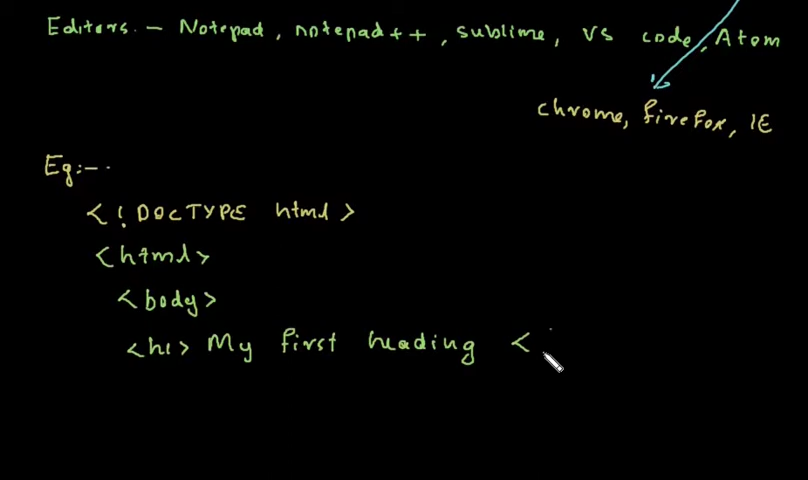 Editors. - Notepad, notepad++, sublime, VS code, Atom
chrome, firefox, IE
Eg:-
<!DOCTYPE html>
<html>
<body>
<h1> My first heading <